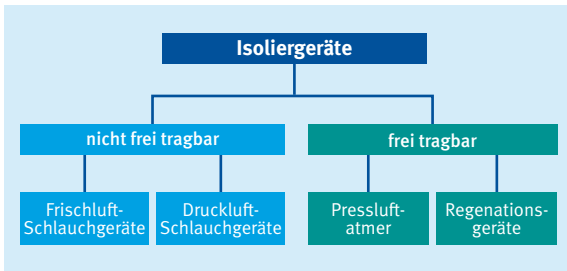 Isoliergeräte
nicht frei tragbar
frei tragbar
Frischluft-
Schlauchgeräte
Druckluft-
Schlauchgeräte
Pressluft-
atmer
Regenations-
geräte